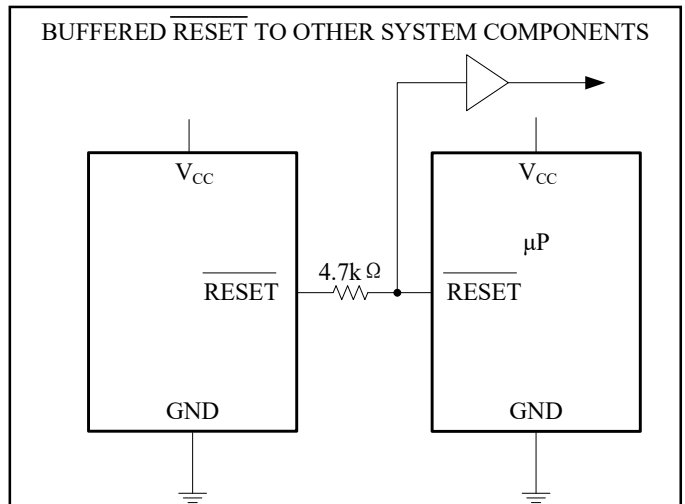 BUFFERED RESET TO OTHER SYSTEM COMPONENTS
VCC
RESET
GND
4.7k Ω
VCC
μP
RESET
GND